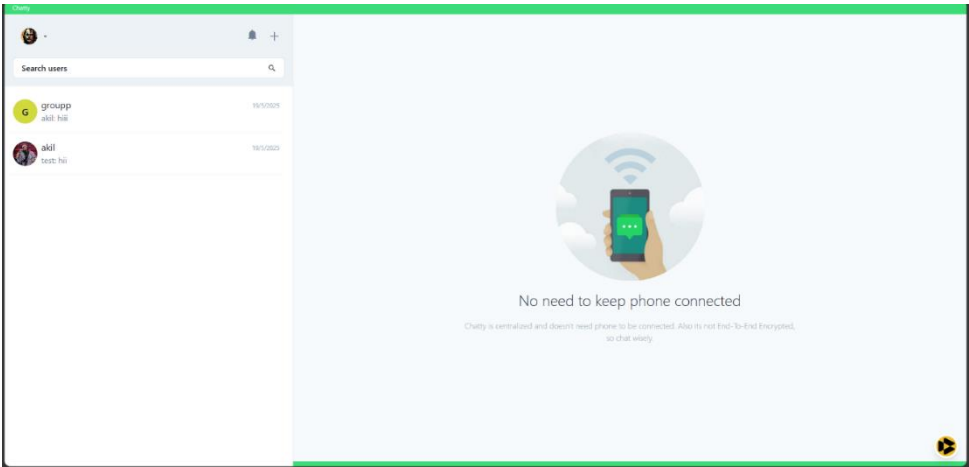 Chatty
Search users
G
groupp
akil: hiii
19/5/2023
akil
test: hii
19/5/2023
No need to keep phone connected
Chatty is centralized and doesn't need phone to be connected. Also its not End-To-End Encrypted,
so chat wisely.